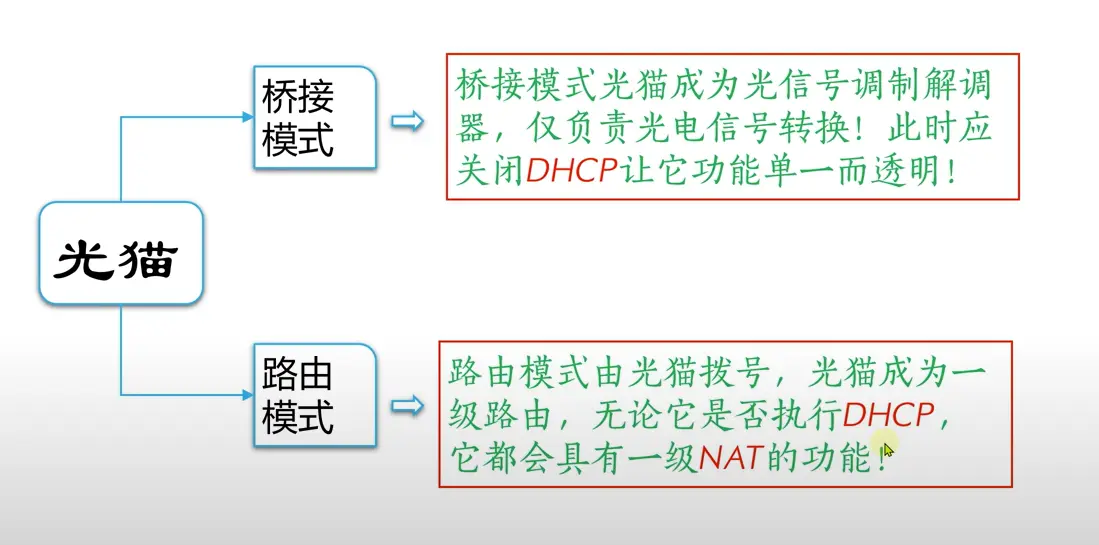 桥接
模式
桥接模式光猫成为光信号调制解调
器，仅负责光电信号转换！此时应
关闭DHCP让它功能单一而透明！
光猫
路由
模式
路由模式由光猫拨号，光猫成为一
级路由，无论它是否执行DHCP，
它都会具有一级NAT的功能！